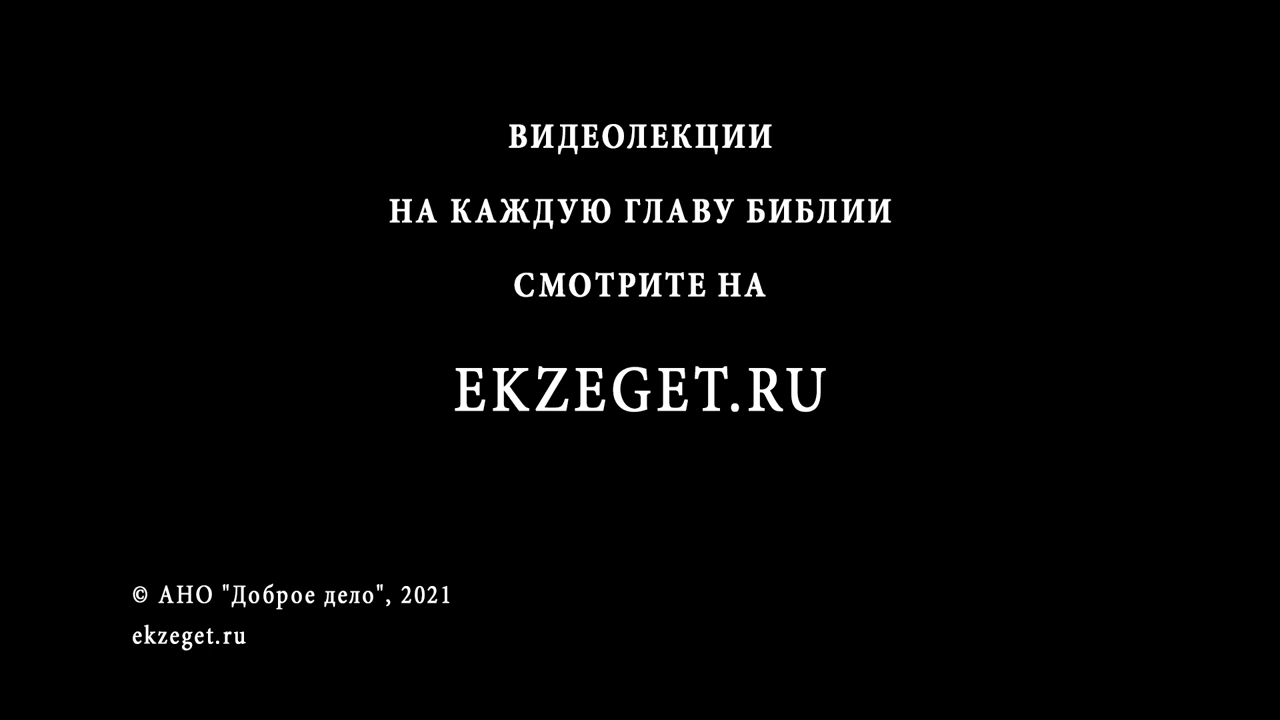 ВИДЕОЛЕКЦИИ
НА КАЖДУЮ ГЛАВУ БИБЛИИ
СМОТРИТЕ НА
EKZEGET.RU
© АНО "Доброе дело", 2021
ekzeget.ru